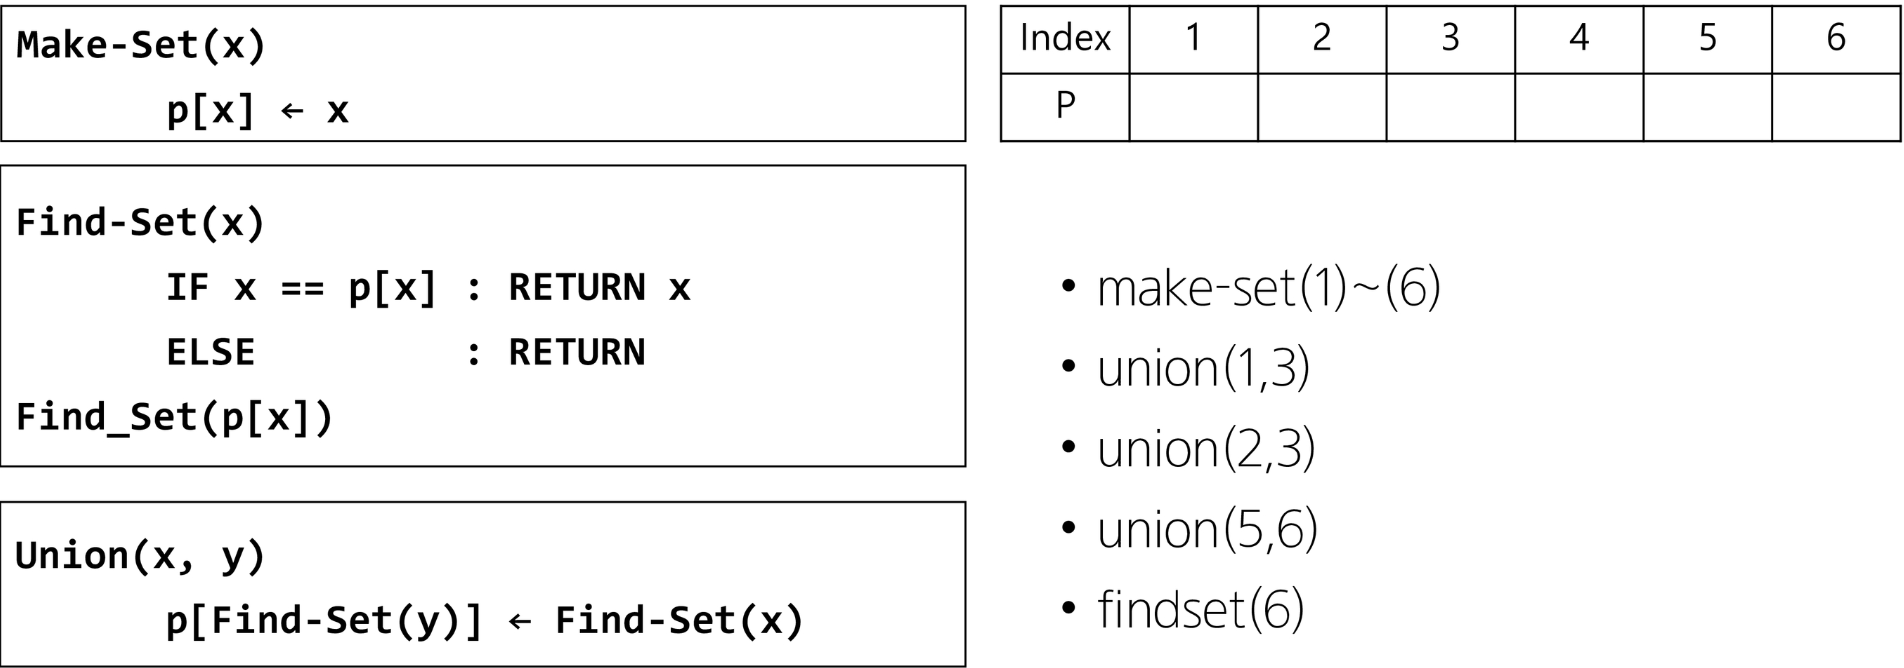 Make-Set(x)
p[x] ← x
Find-Set(x)
IF x == p[x] : RETURN x
ELSE : RETURN
Find_Set(p[x])
Union(x, y)
p[Find-Set(y)] ← Find-Set(x)
Index 1 2 3 4 5 6
P
• make-set(1)~(6)
• union(1,3)
• union(2,3)
• union(5,6)
• findset(6)